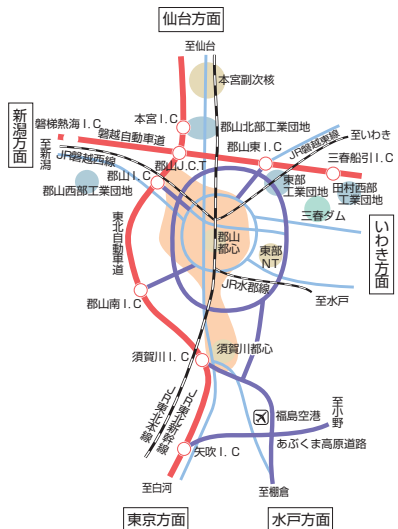 仙台方面
至仙台
本宮副次核
本宮I.C
新潟方面
磐梯熱海I.C
磐越自動車道
郡山北部工業団地
郡山東I.C
JR磐越東線
至いわき
至新潟
JR磐越西線
郡山J.C.T
三春船引I.C
郡山I.C
郡山西部工業団地
東部
工業団地
田村西部
工業団地
三春ダム
東北自動車道
郡山
都心
東部
NT
いわき方面
JR水郡線
至水戸
郡山南I.C
須賀川I.C
須賀川都心
JR東北新幹線
JR東北本線
福島空港
至小野
あぶくま高原道路
矢吹I.C
至白河
至棚倉
東京方面
水戸方面